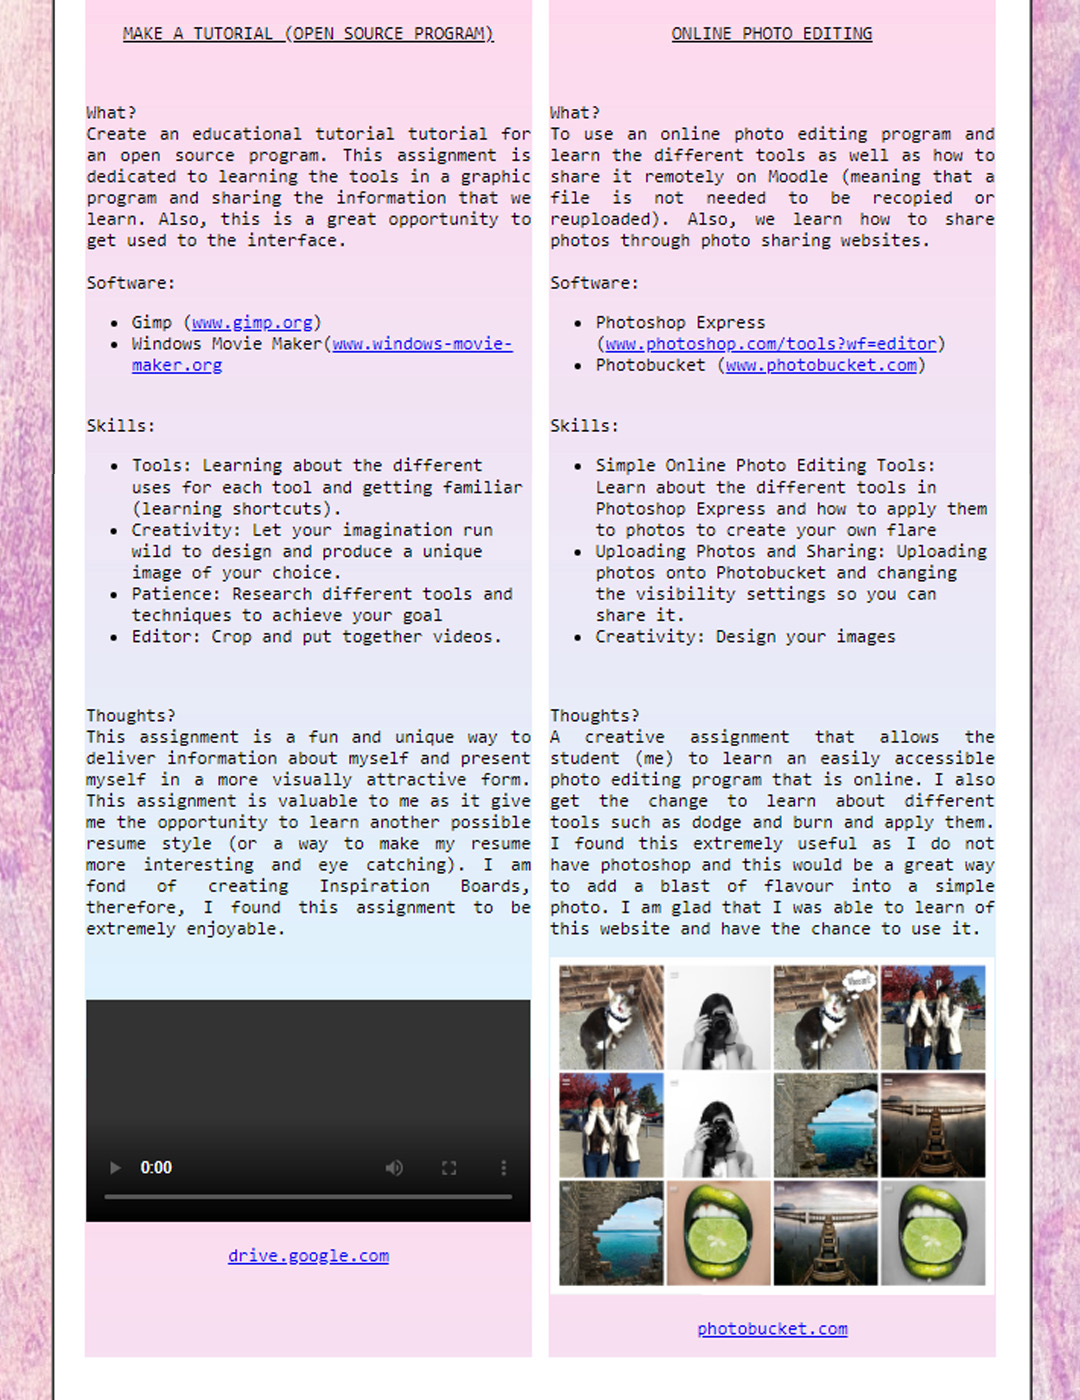 MAKE A TUTORIAL (OPEN SOURCE PROGRAM)
What?
Create an educational tutorial tutorial for
an open source program. This assignment is
dedicated to learning the tools in a graphic
program and sharing the information that we
learn. Also, this is a great opportunity to
get used to the interface.
Software:
• Gimp (www.gimp.org)
• Windows Movie Maker(www.windows-movie-
maker.org
Skills:
• Tools: Learning about the different
uses for each tool and getting familiar
(learning shortcuts).
• Creativity: Let your imagination run
wild to design and produce a unique
image of your choice.
• Patience: Research different tools and
techniques to achieve your goal
• Editor: Crop and put together videos.
Thoughts?
This assignment is a fun and unique way to
deliver information about myself and present
myself in a more visually attractive form.
This assignment is valuable to me as it give
me the opportunity to learn another possible
resume style (or a way to make my resume
more interesting and eye catching). I am
fond of creating Inspiration Boards,
therefore, I found this assignment to be
extremely enjoyable.
0:00
drive.google.com
ONLINE PHOTO EDITING
What?
To use an online photo editing program and
learn the different tools as well as how to
share it remotely on Moodle (meaning that a
file is not needed to be recopied or
reuploaded). Also, we learn how to share
photos through photo sharing websites.
Software:
• Photoshop Express
(www.photoshop.com/tools?wf=editor)
• Photobucket (www.photobucket.com)
Skills:
• Simple Online Photo Editing Tools:
Learn about the different tools in
Photoshop Express and how to apply them
to photos to create your own flare
• Uploading Photos and Sharing: Uploading
photos onto Photobucket and changing
the visibility settings so you can
share it.
• Creativity: Design your images
Thoughts?
A creative assignment that allows the
student (me) to learn an easily accessible
photo editing program that is online. I also
get the change to learn about different
tools such as dodge and burn and apply them.
I found this extremely useful as I do not
have photoshop and this would be a great way
to add a blast of flavour into a simple
photo. I am glad that I was able to learn of
this website and have the chance to use it.
photobucket.com